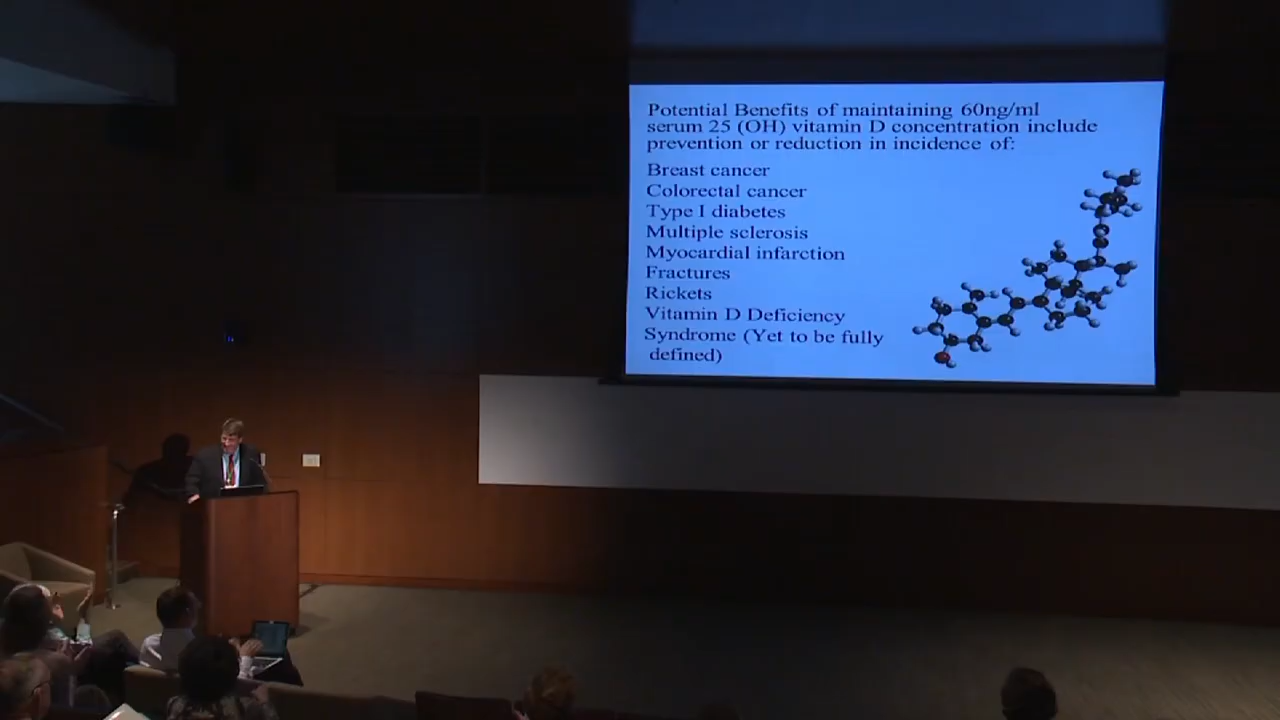 Potential Benefits of maintaining 60ng/ml
serum 25 (OH) vitamin D concentration include
prevention or reduction in incidence of:
Breast cancer
Colorectal cancer
Type I diabetes
Multiple sclerosis
Myocardial infarction
Fractures
Rickets
Vitamin D Deficiency
Syndrome (Yet to be fully
defined)